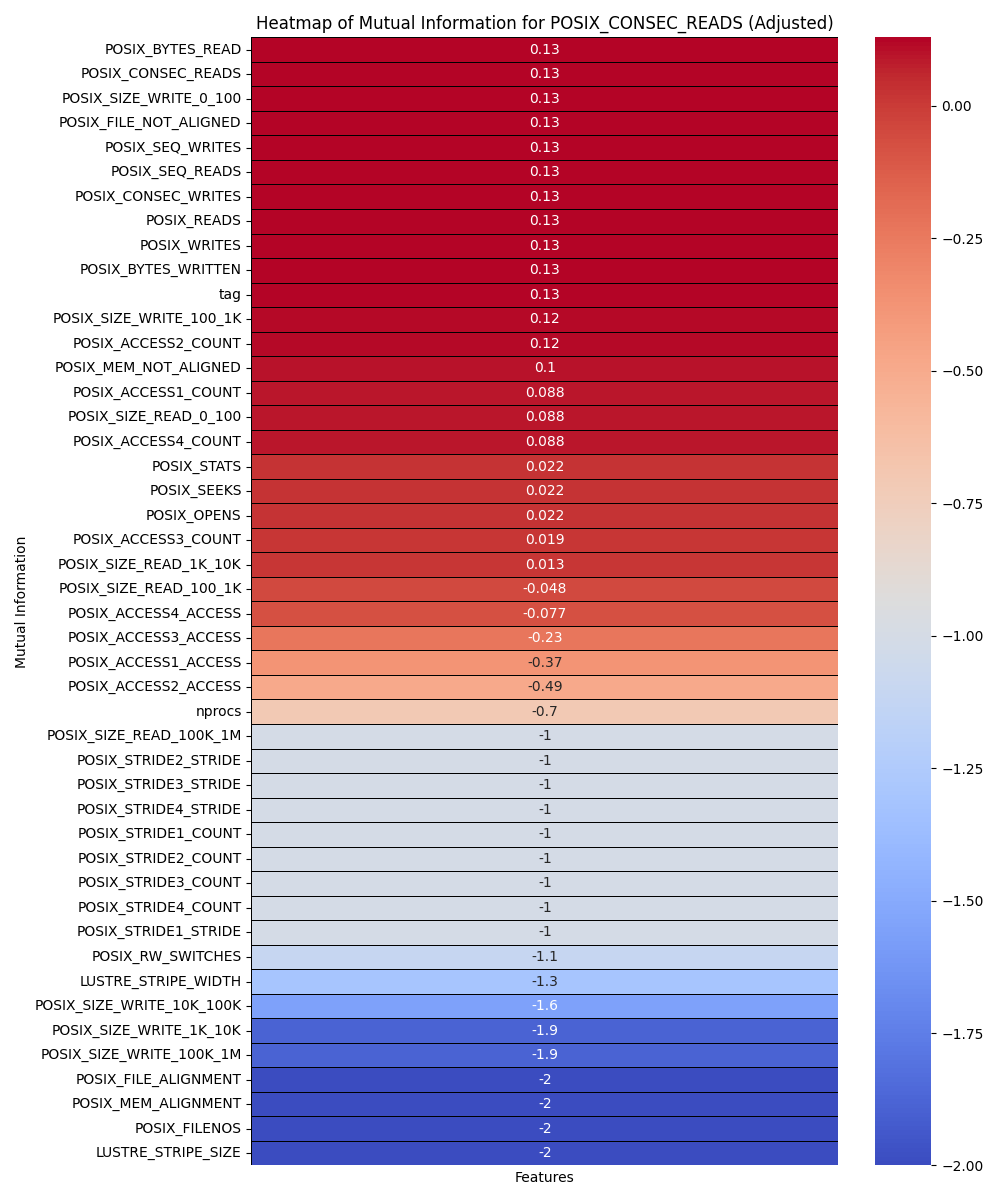 Heatmap of Mutual Information for POSIX_CONSEC_READS (Adjusted)
POSIX_BYTES_READ 0.13
POSIX_CONSEC_READS 0.13
POSIX_SIZE_WRITE_0_100 0.13
POSIX_FILE_NOT_ALIGNED 0.13
POSIX_SEQ_WRITES 0.13
POSIX_SEQ_READS 0.13
POSIX_CONSEC_WRITES 0.13
POSIX_READS 0.13
POSIX_WRITES 0.13
POSIX_BYTES_WRITTEN 0.13
tag 0.13
POSIX_SIZE_WRITE_100_1K 0.12
POSIX_ACCESS2_COUNT 0.12
POSIX_MEM_NOT_ALIGNED 0.1
POSIX_ACCESS1_COUNT 0.088
POSIX_SIZE_READ_0_100 0.088
POSIX_ACCESS4_COUNT 0.088
POSIX_STATS 0.022
POSIX_SEEKS 0.022
POSIX_OPENS 0.022
POSIX_ACCESS3_COUNT 0.019
POSIX_SIZE_READ_1K_10K 0.013
POSIX_SIZE_READ_100_1K -0.048
POSIX_ACCESS4_ACCESS -0.077
POSIX_ACCESS3_ACCESS -0.23
POSIX_ACCESS1_ACCESS -0.37
POSIX_ACCESS2_ACCESS -0.49
nprocs -0.7
POSIX_SIZE_READ_100K_1M -1
POSIX_STRIDE2_STRIDE -1
POSIX_STRIDE3_STRIDE -1
POSIX_STRIDE4_STRIDE -1
POSIX_STRIDE1_COUNT -1
POSIX_STRIDE2_COUNT -1
POSIX_STRIDE3_COUNT -1
POSIX_STRIDE4_COUNT -1
POSIX_STRIDE1_STRIDE -1
POSIX_RW_SWITCHES -1.1
LUSTRE_STRIPE_WIDTH -1.3
POSIX_SIZE_WRITE_10K_100K -1.6
POSIX_SIZE_WRITE_1K_10K -1.9
POSIX_SIZE_WRITE_100K_1M -1.9
POSIX_FILE_ALIGNMENT -2
POSIX_MEM_ALIGNMENT -2
POSIX_FILENOS -2
LUSTRE_STRIPE_SIZE -2
Mutual Information
Features
0.00
−0.25
−0.50
−0.75
−1.00
−1.25
−1.50
−1.75
−2.00